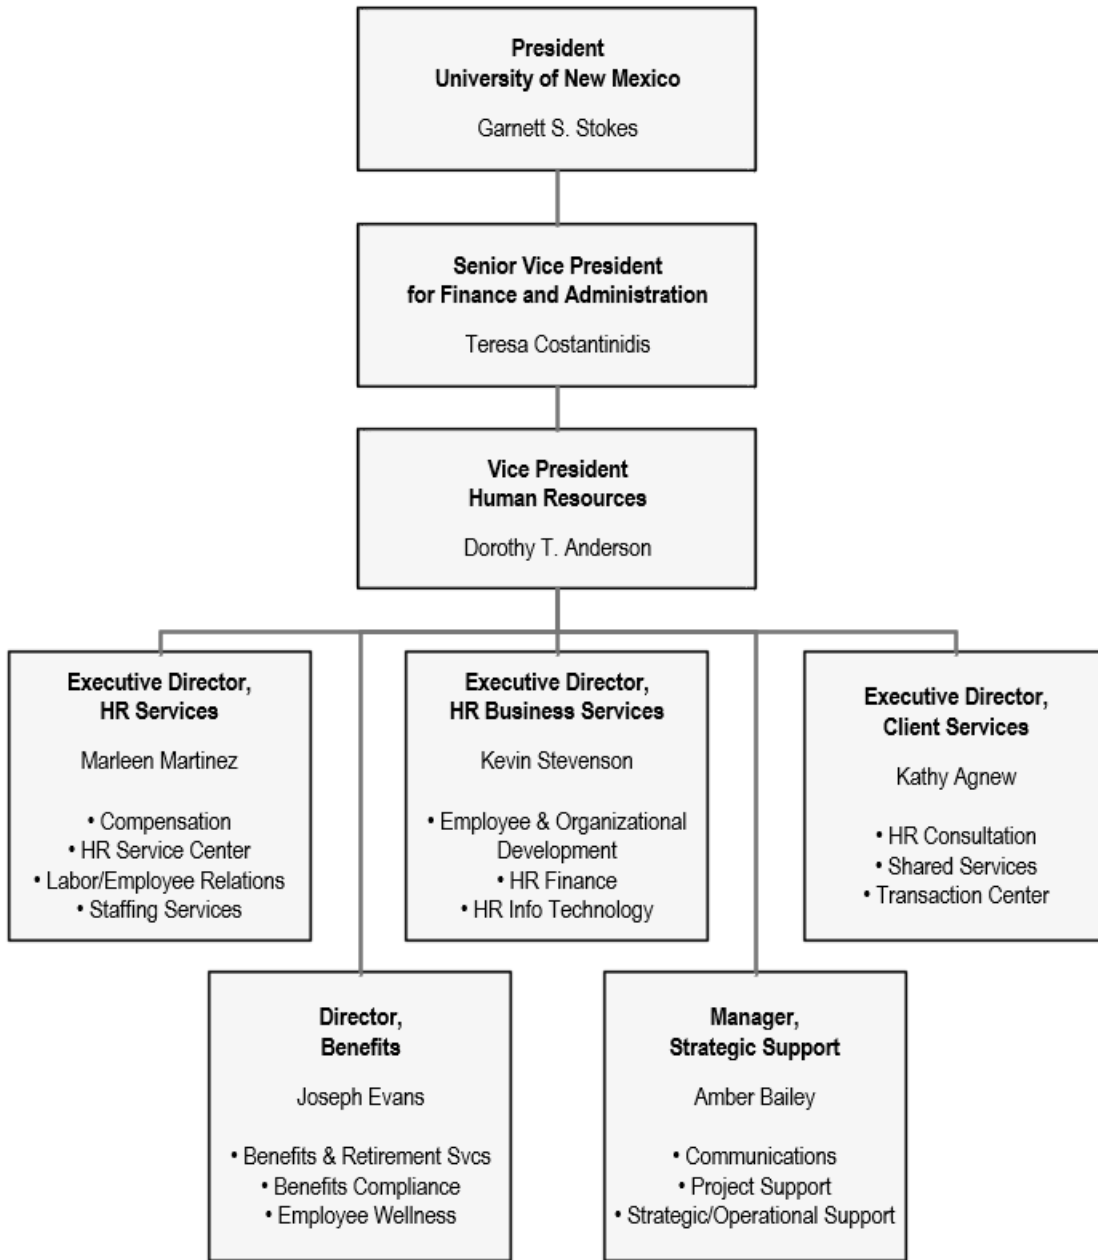 President
University of New Mexico
Garnett S. Stokes
Senior Vice President
for Finance and Administration
Teresa Costantinidis
Vice President
Human Resources
Dorothy T. Anderson
Executive Director,
HR Services
Marleen Martinez
• Compensation
• HR Service Center
• Labor/Employee Relations
• Staffing Services
Executive Director,
HR Business Services
Kevin Stevenson
• Employee & Organizational
Development
• HR Finance
• HR Info Technology
Executive Director,
Client Services
Kathy Agnew
• HR Consultation
• Shared Services
• Transaction Center
Director,
Benefits
Joseph Evans
• Benefits & Retirement Svcs
• Benefits Compliance
• Employee Wellness
Manager,
Strategic Support
Amber Bailey
• Communications
• Project Support
• Strategic/Operational Support